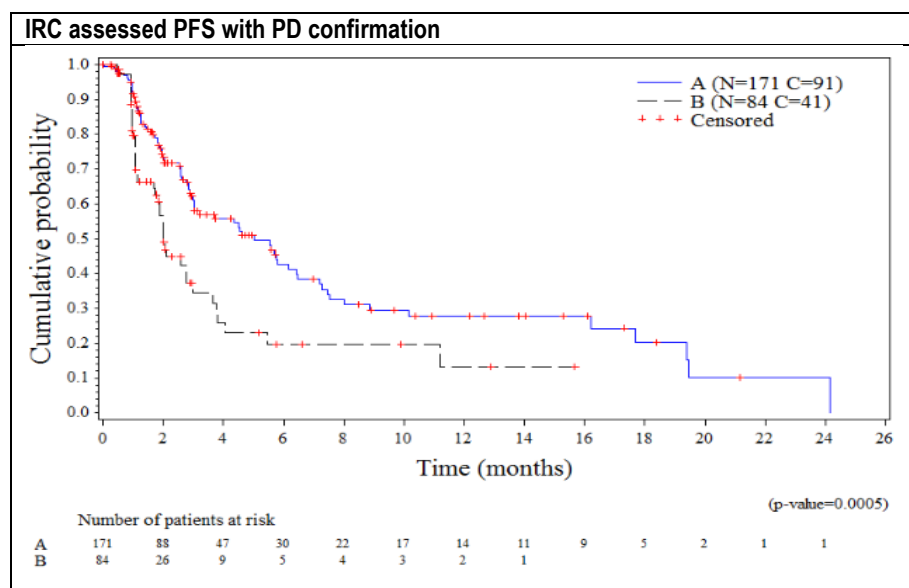 IRC assessed PFS with PD confirmation
A (N=171 C=91)
B (N=84 C=41)
+ + Censored
1.0
0.9
0.8
0.7
0.6
0.5
0.4
0.3
0.2
0.1
0.0
Cumulative probability
0 2 4 6 8 10 12 14 16 18 20 22 24 26
Time (months)
(p-value=0.0005)
Number of patients at risk
A 171 88 47 30 22 17 14 11 9 5 2 1 1
B 84 26 9 5 4 3 2 1